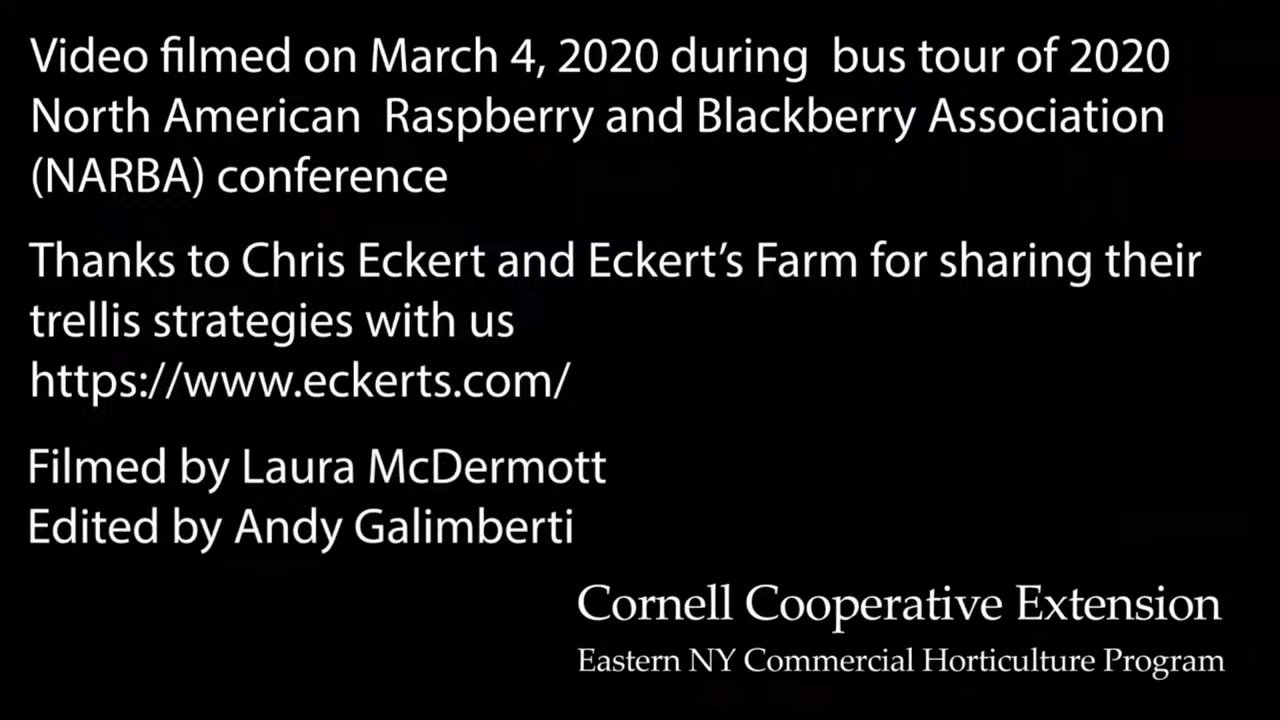 Video filmed on March 4, 2020 during  bus tour of 2020
North American  Raspberry and Blackberry Association
(NARBA) conference
Thanks to Chris Eckert and Eckert’s Farm for sharing their
trellis strategies with us
https://www.eckerts.com/
Filmed by Laura McDermott
Edited by Andy Galimberti
Cornell Cooperative Extension
Eastern NY Commercial Horticulture Program